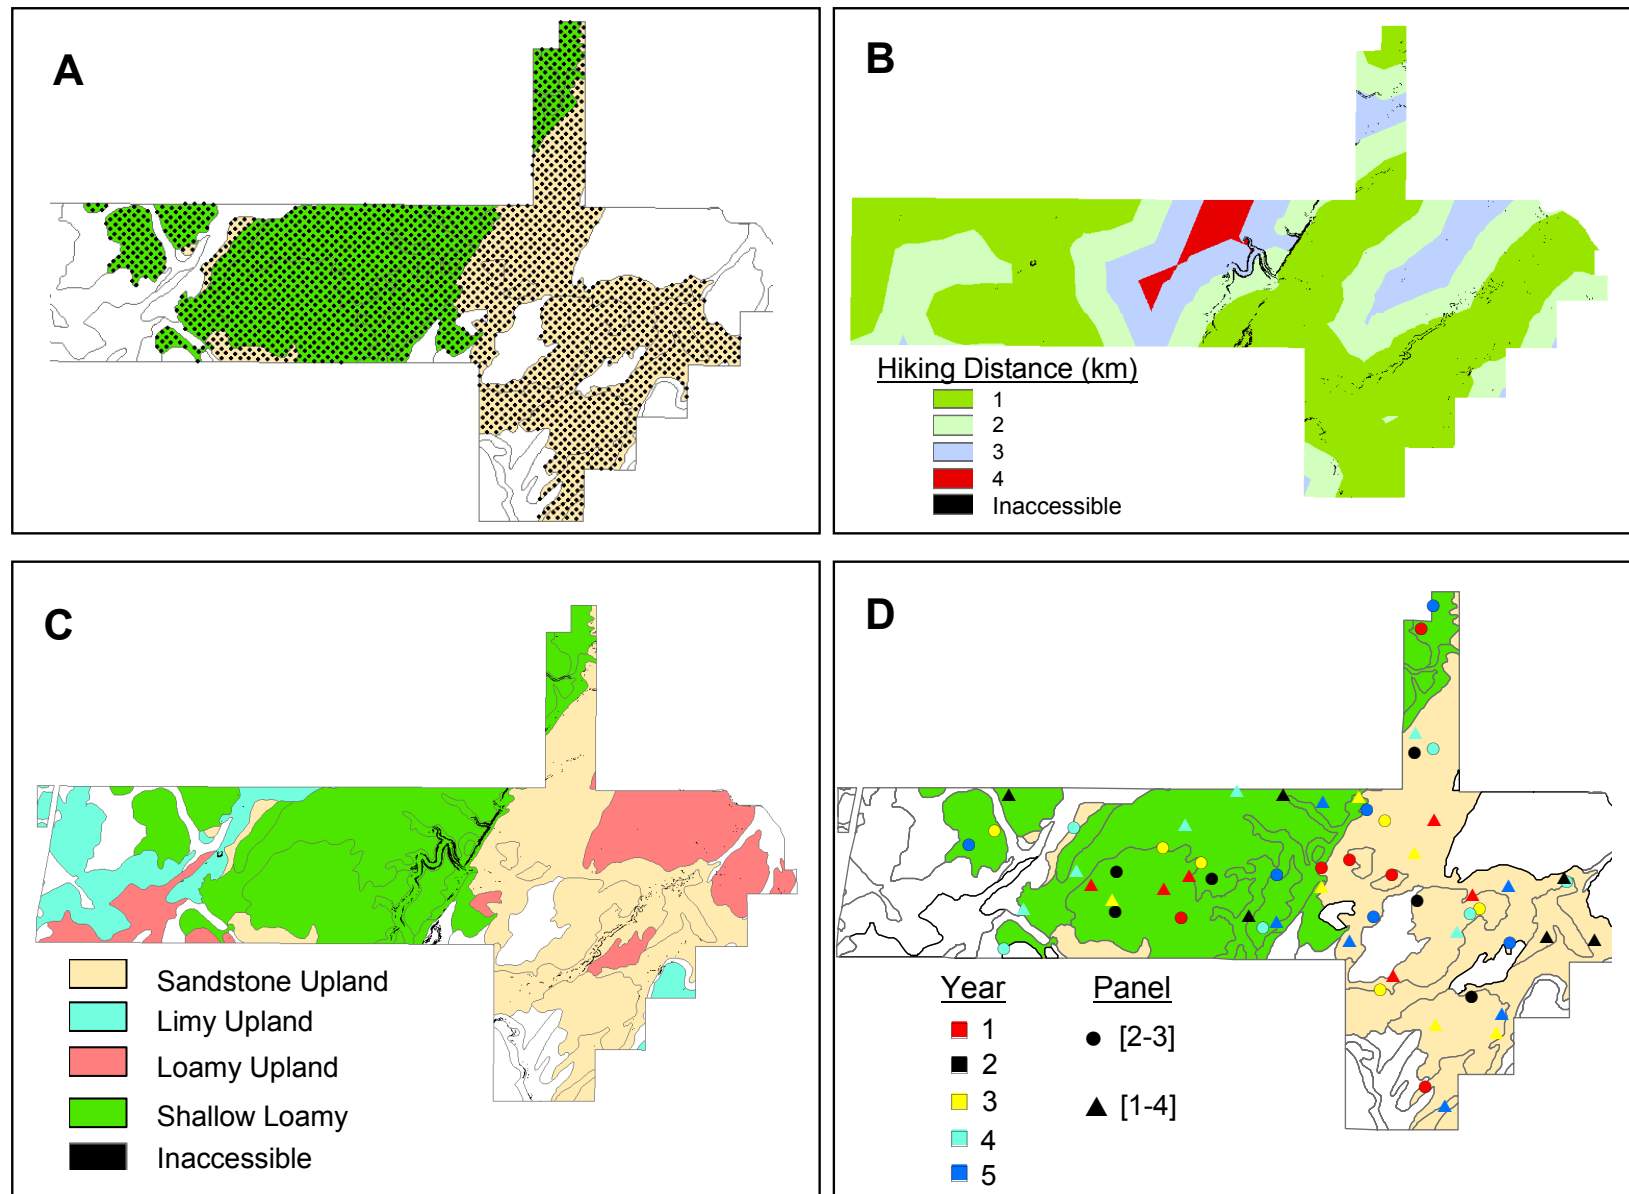 A
B
Hiking Distance (km)
1
2
3
4
Inaccessible
C
Sandstone Upland
Limy Upland
Loamy Upland
Shallow Loamy
Inaccessible
D
Year
1
2
3
4
5
Panel
[2-3]
[1-4]